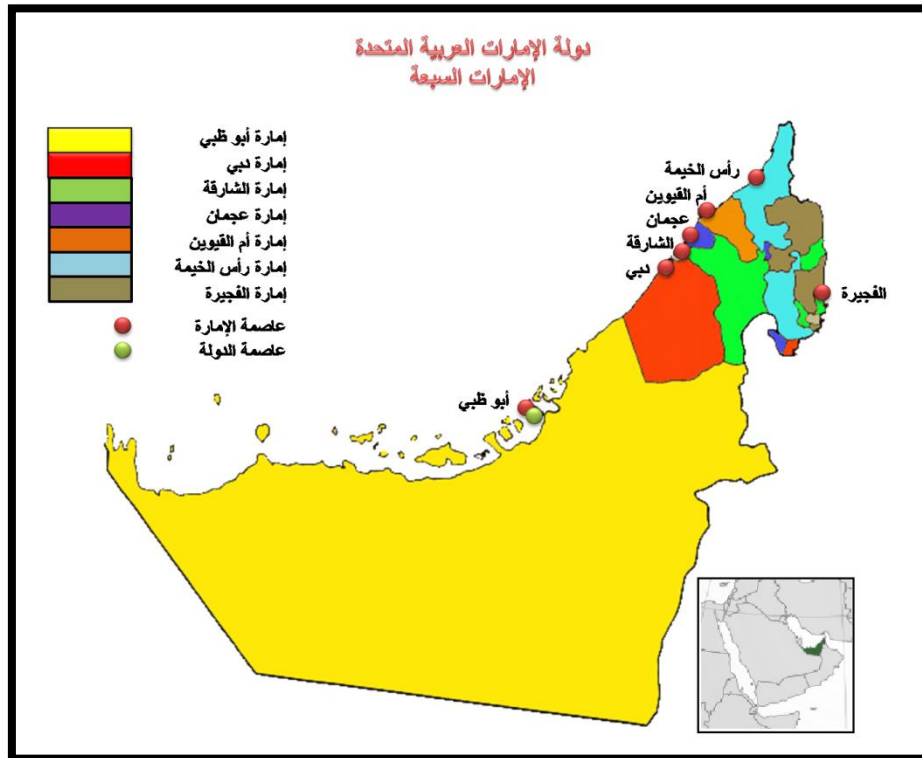 دولة الإمارات العربية المتحدة
الإمارات السبعة
إمارة أبو ظبي
إمارة دبي
إمارة الشارقة
إمارة عجمان
إمارة أم القيوين
إمارة رأس الخيمة
إمارة الفجيرة
عاصمة الإمارة
عاصمة الدولة
رأس الخيمة
أم القيوين
عجمان
الشارقة
دبي
الفجيرة
أبو ظبي